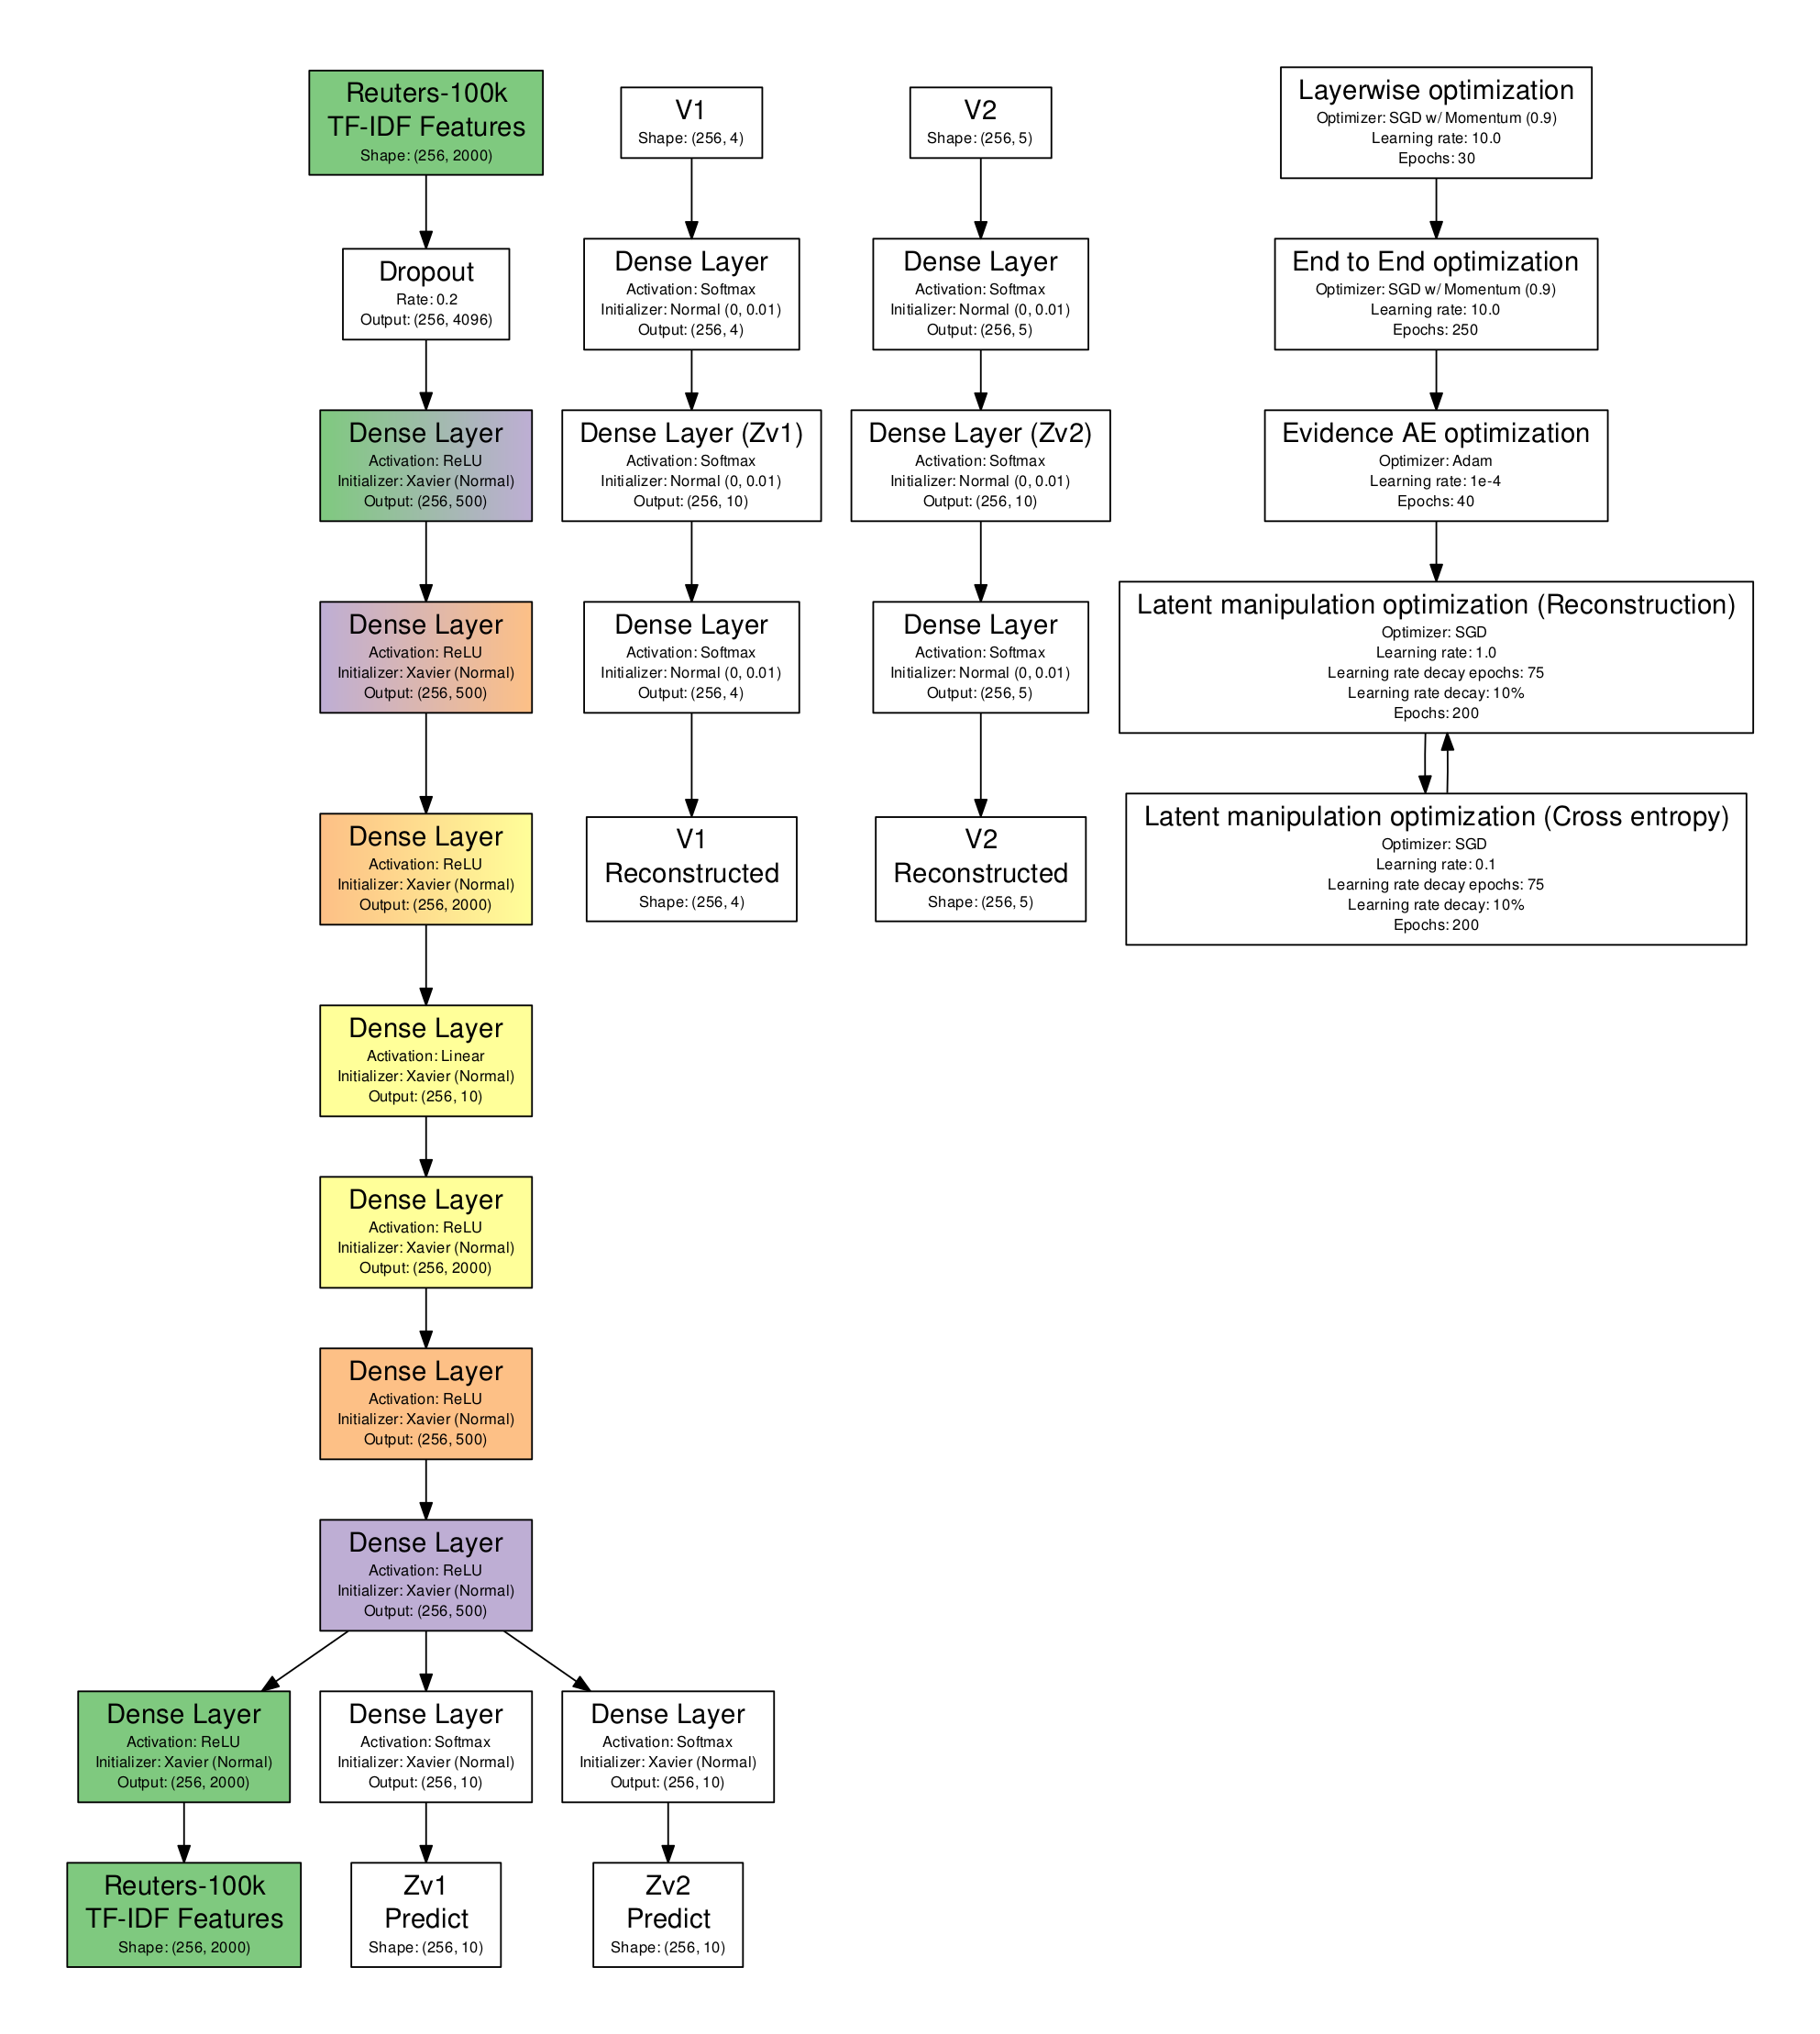 Reuters-100k
TF-IDF Features
Shape: (256, 2000)
Dropout
Rate: 0.2
Output: (256, 4096)
Dense Layer
Activation: ReLU
Initializer: Xavier (Normal)
Output: (256, 500)
Dense Layer
Activation: ReLU
Initializer: Xavier (Normal)
Output: (256, 500)
Dense Layer
Activation: ReLU
Initializer: Xavier (Normal)
Output: (256, 2000)
Dense Layer
Activation: Linear
Initializer: Xavier (Normal)
Output: (256, 10)
Dense Layer
Activation: ReLU
Initializer: Xavier (Normal)
Output: (256, 2000)
Dense Layer
Activation: ReLU
Initializer: Xavier (Normal)
Output: (256, 500)
Dense Layer
Activation: ReLU
Initializer: Xavier (Normal)
Output: (256, 500)
Dense Layer
Activation: ReLU
Initializer: Xavier (Normal)
Output: (256, 2000)
Reuters-100k
TF-IDF Features
Shape: (256, 2000)
Dense Layer
Activation: Softmax
Initializer: Xavier (Normal)
Output: (256, 10)
Zv1
Predict
Shape: (256, 10)
Dense Layer
Activation: Softmax
Initializer: Xavier (Normal)
Output: (256, 10)
Zv2
Predict
Shape: (256, 10)
V1
Shape: (256, 4)
Dense Layer
Activation: Softmax
Initializer: Normal (0, 0.01)
Output: (256, 4)
Dense Layer (Zv1)
Activation: Softmax
Initializer: Normal (0, 0.01)
Output: (256, 10)
Dense Layer
Activation: Softmax
Initializer: Normal (0, 0.01)
Output: (256, 4)
V1
Reconstructed
Shape: (256, 4)
V2
Shape: (256, 5)
Dense Layer
Activation: Softmax
Initializer: Normal (0, 0.01)
Output: (256, 5)
Dense Layer (Zv2)
Activation: Softmax
Initializer: Normal (0, 0.01)
Output: (256, 10)
Dense Layer
Activation: Softmax
Initializer: Normal (0, 0.01)
Output: (256, 5)
V2
Reconstructed
Shape: (256, 5)
Layerwise optimization
Optimizer: SGD w/ Momentum (0.9)
Learning rate: 10.0
Epochs: 30
End to End optimization
Optimizer: SGD w/ Momentum (0.9)
Learning rate: 10.0
Epochs: 250
Evidence AE optimization
Optimizer: Adam
Learning rate: 1e-4
Epochs: 40
Latent manipulation optimization (Reconstruction)
Optimizer: SGD
Learning rate: 1.0
Learning rate decay epochs: 75
Learning rate decay: 10%
Epochs: 200
Latent manipulation optimization (Cross entropy)
Optimizer: SGD
Learning rate: 0.1
Learning rate decay epochs: 75
Learning rate decay: 10%
Epochs: 200